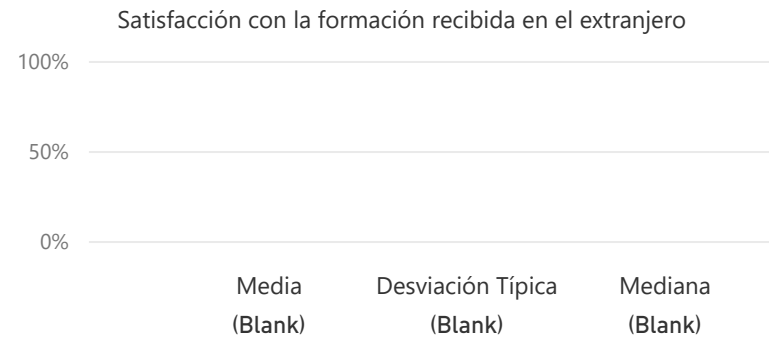 Satisfacción con la formación recibida en el extranjero
100%
50%
0%
Media Desviación Típica Mediana
(Blank) (Blank) (Blank)